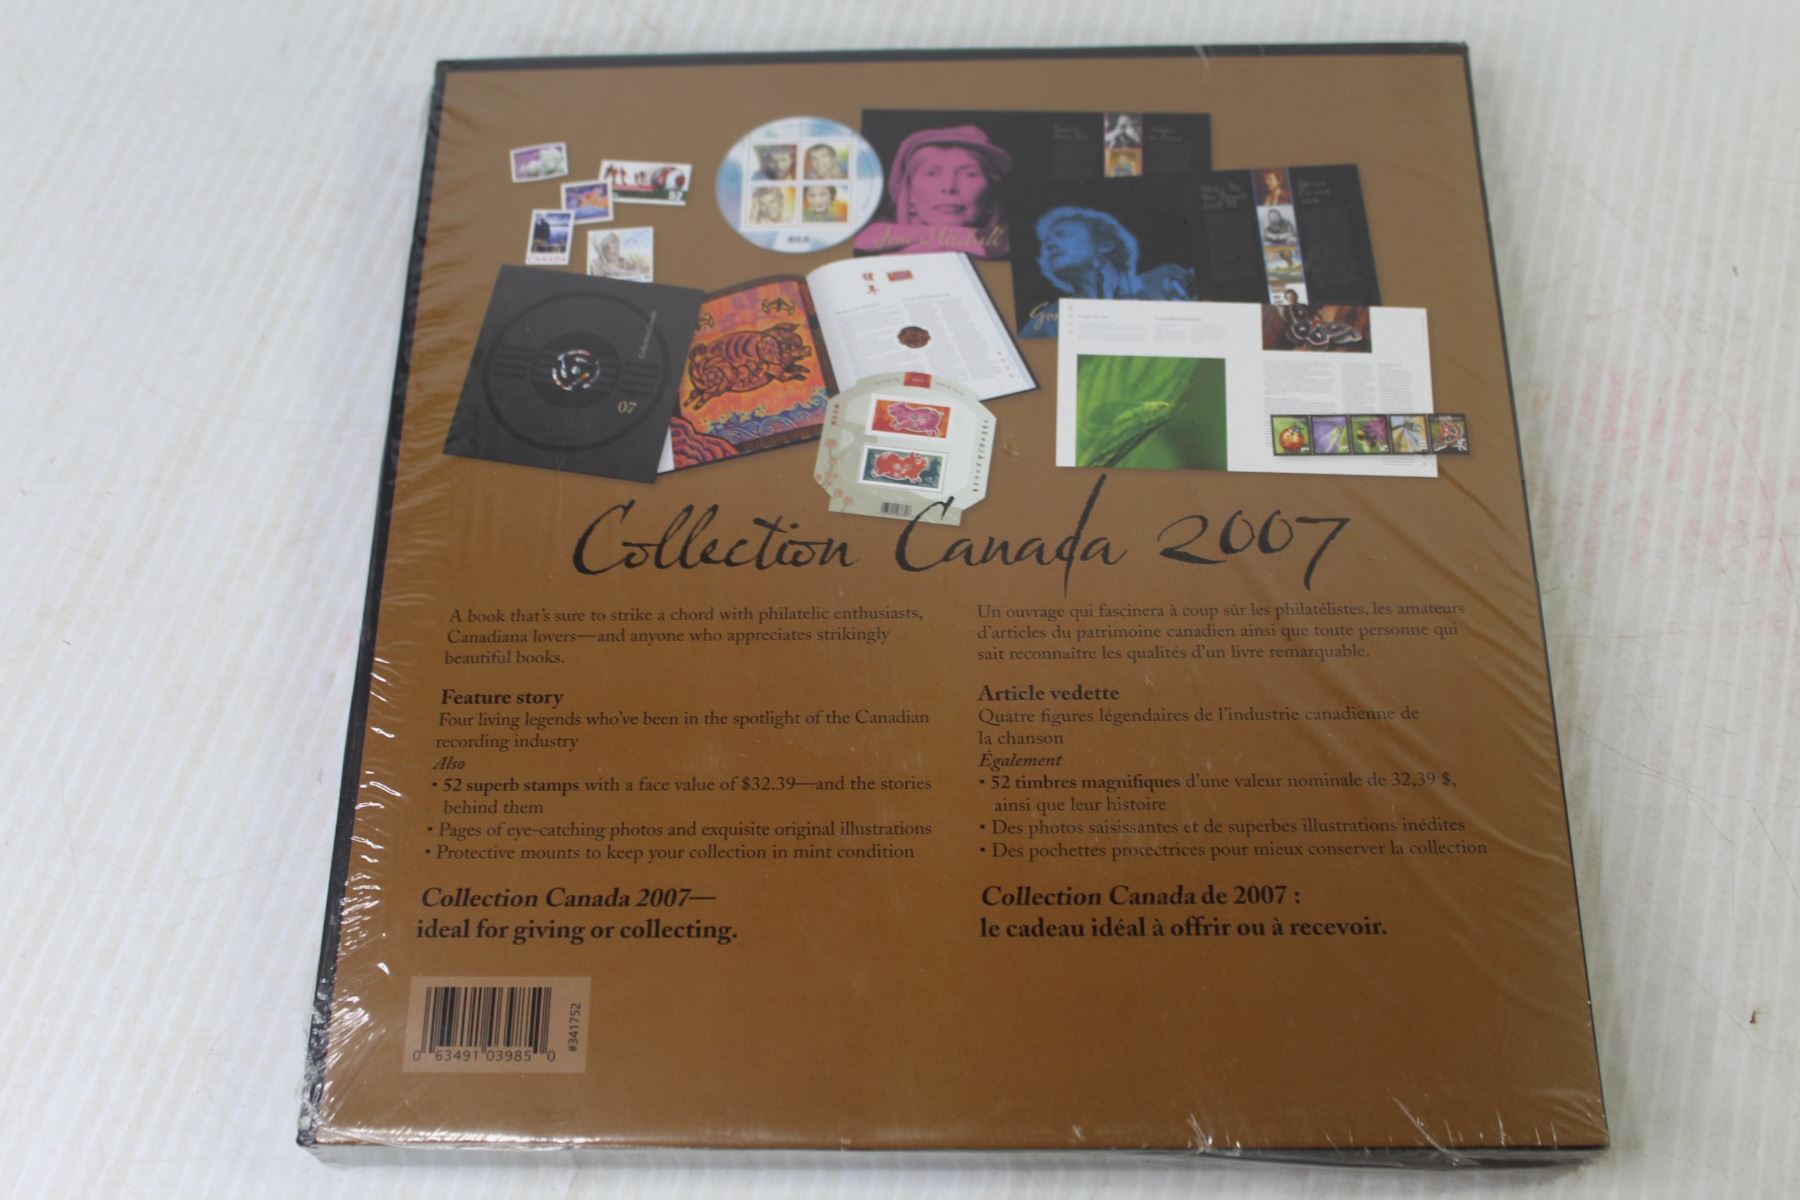 CANADA
57
Joni Mitchell
Collection Canada
07
25
Collection Canada 2007
A book that's sure to strike a chord with philatelic enthusiasts,
Canadiana lovers—and anyone who appreciates strikingly
beautiful books.
Feature story
Four living legends who've been in the spotlight of the Canadian
recording industry
Also
• 52 superb stamps with a face value of $32.39—and the stories
behind them
• Pages of eye-catching photos and exquisite original illustrations
• Protective mounts to keep your collection in mint condition
Collection Canada 2007—
ideal for giving or collecting.
Un ouvrage qui fascinera à coup sûr les philatélistes, les amateurs
d'articles du patrimoine canadien ainsi que toute personne qui
sait reconnaître les qualités d'un livre remarquable.
Article vedette
Quatre figures légendaires de l'industrie canadienne de
la chanson
Également
• 52 timbres magnifiques d'une valeur nominale de 32,39 $,
ainsi que leur histoire
• Des photos saisissantes et de superbes illustrations inédites
• Des pochettes protectrices pour mieux conserver la collection
Collection Canada de 2007 :
le cadeau idéal à offrir ou à recevoir.
0 63491 03985 0
#341752